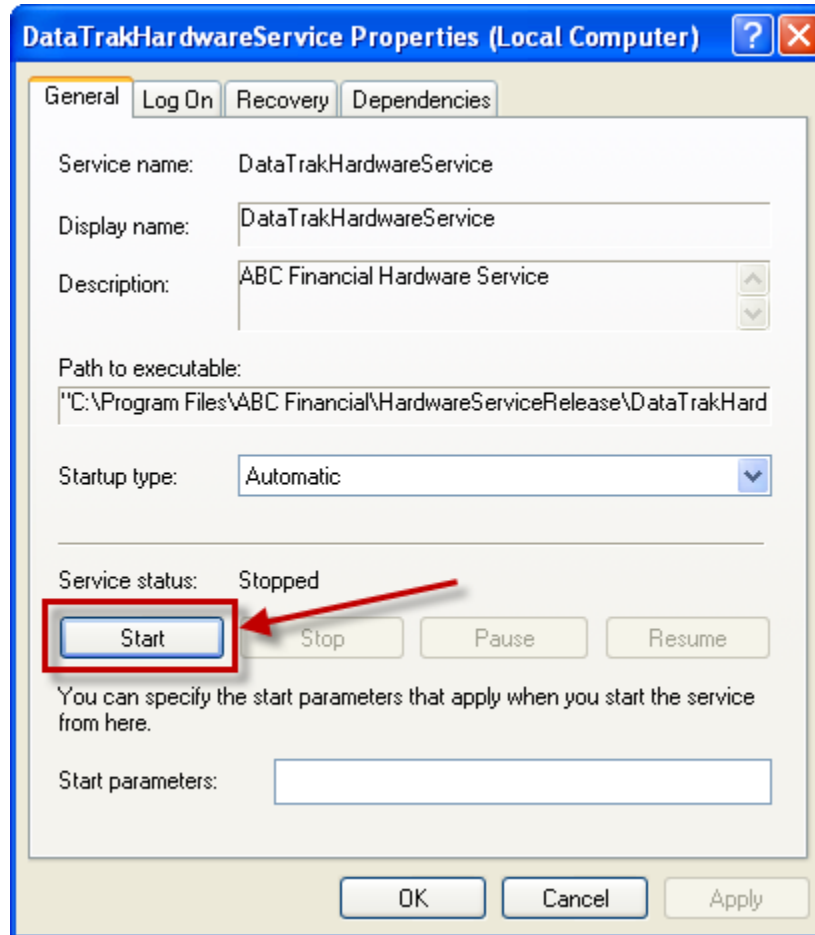 DataTrakHardwareService Properties (Local Computer)
General
Log On
Recovery
Dependencies
Service name:
DataTrakHardwareService
Display name:
DataTrakHardwareService
Description:
ABC Financial Hardware Service
Path to executable:
"C:\Program Files\ABC Financial\HardwareServiceRelease\DataTrakHard
Startup type:
Automatic
Service status:
Stopped
Start
Stop
Pause
Resume
You can specify the start parameters that apply when you start the service
from here.
Start parameters:
OK
Cancel
Apply